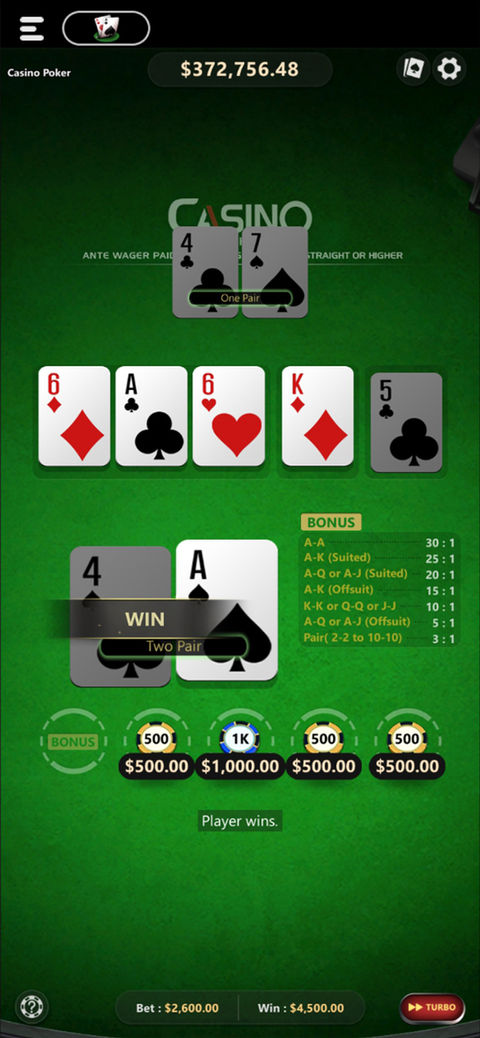 $372,756.48
Casino Poker
CASINO
4 7
ANTE WAGER PAID STRAIGHT OR HIGHER
One Pair
6 A 6 K 5
BONUS
A-A 30 : 1
A-K (Suited) 25 : 1
A-Q or A-J (Suited) 20 : 1
A-K (Offsuit) 15 : 1
K-K or Q-Q or J-J 10 : 1
A-Q or A-J (Offsuit) 5 : 1
Pair( 2-2 to 10-10) 3 : 1
4 A
WIN
Two Pair
BONUS 500 1K 500 500
$500.00 $1,000.00 $500.00 $500.00
Player wins.
Bet : $2,600.00 Win : $4,500.00 TURBO